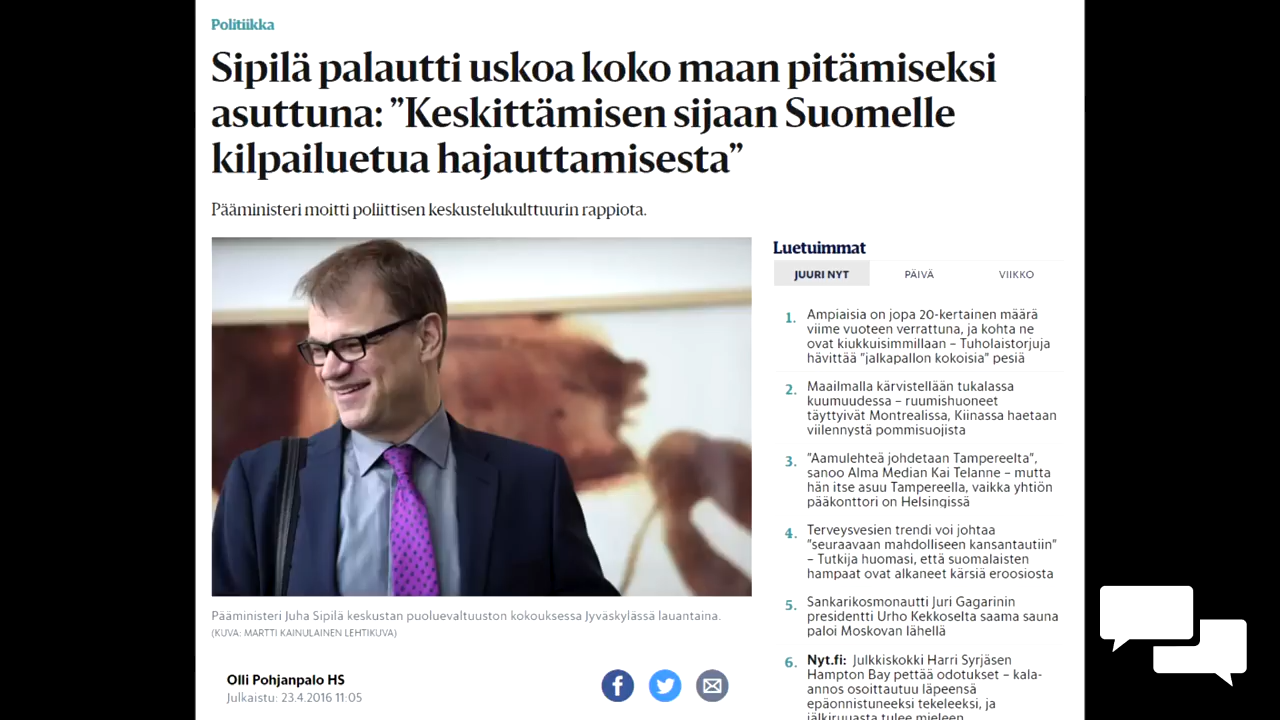 Politiikka
Sipilä palautti uskoa koko maan pitämiseksi
asuttuna: ”Keskittämisen sijaan Suomelle
kilpailuetua hajauttamisesta”
Pääministeri moitti poliittisen keskustelukulttuurin rappiota.
Pääministeri Juha Sipilä keskustan puoluevaltuuston kokouksessa Jyväskylässä lauantaina.
(KUVA: MARTTI KAINULAINEN LEHTIKUVA)
Olli Pohjanpalo HS
Julkaistu: 23.4.2016 11:05
Luetuimmat
JUURI NYT PÄIVÄ VIIKKO
1. Ampiaisia on jopa 20-kertainen määrä
viime vuoteen verrattuna, ja kohta ne
ovat kiukkuisimmillaan – Tuholaistorjuja
hävittää ”jalkapallon kokoisia” pesiä
2. Maailmalla kärvistellään tukalassa
kuumuudessa – ruumishuoneet
täyttyivät Montrealissa, Kiinassa haetaan
viilennystä pommisuojista
3. ”Aamulehteä johdetaan Tampereelta”,
sanoo Alma Median Kai Telanne – mutta
hän itse asuu Tampereella, vaikka yhtiön
pääkonttori on Helsingissä
4. Terveysvesien trendi voi johtaa
”seuraavaan mahdolliseen kansantautiin”
– Tutkija huomasi, että suomalaisten
hampaat ovat alkaneet kärsiä eroosiosta
5. Sankarikosmonautti Juri Gagarinin
presidentti Urho Kekkoselta saama sauna
paloi Moskovan lähellä
6. Nyt.fi: Julkkiskokki Harri Syrjäsen
Hampton Bay pettää odotukset – kala-
annos osoittautuu läpeensä
epäonnistuneeksi tekeleeksi, ja
jälkiruuasta tulee mieleen